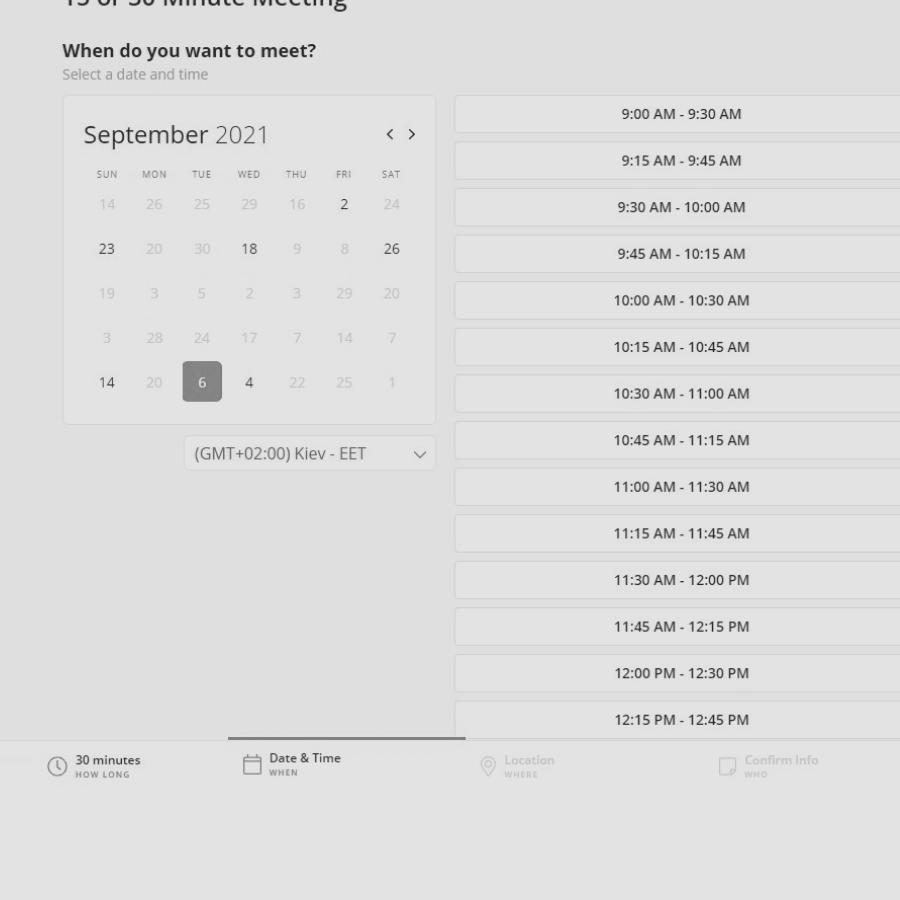 15 or 30 Minute Meeting
When do you want to meet?
Select a date and time
September 2021
SUN MON TUE WED THU FRI SAT
14 26 25 29 16 2 24
23 20 30 18 9 8 26
19 3 5 2 3 29 20
3 28 24 17 7 14 7
14 20 6 4 22 25 1
(GMT+02:00) Kiev - EET
9:00 AM - 9:30 AM
9:15 AM - 9:45 AM
9:30 AM - 10:00 AM
9:45 AM - 10:15 AM
10:00 AM - 10:30 AM
10:15 AM - 10:45 AM
10:30 AM - 11:00 AM
10:45 AM - 11:15 AM
11:00 AM - 11:30 AM
11:15 AM - 11:45 AM
11:30 AM - 12:00 PM
11:45 AM - 12:15 PM
12:00 PM - 12:30 PM
12:15 PM - 12:45 PM
30 minutes
HOW LONG
Date & Time
WHEN
Location
WHERE
Confirm Info
WHO